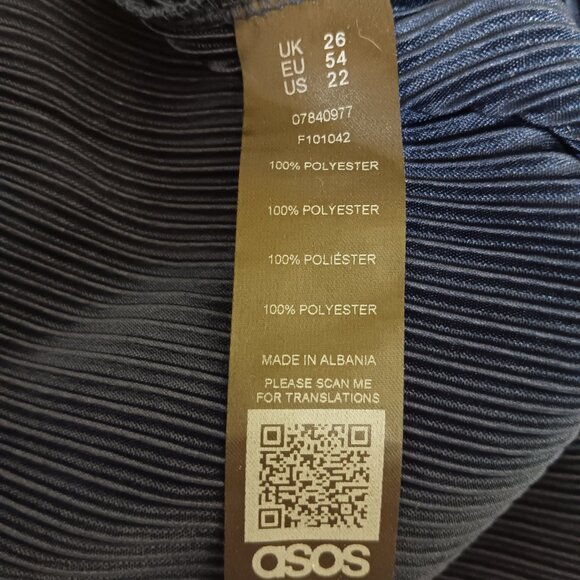 UK 26
EU 54
US 22
07840977
F101042
100% POLYESTER
100% POLYESTER
100% POLIÉSTER
100% POLYESTER
MADE IN ALBANIA
PLEASE SCAN ME
FOR TRANSLATIONS
asos